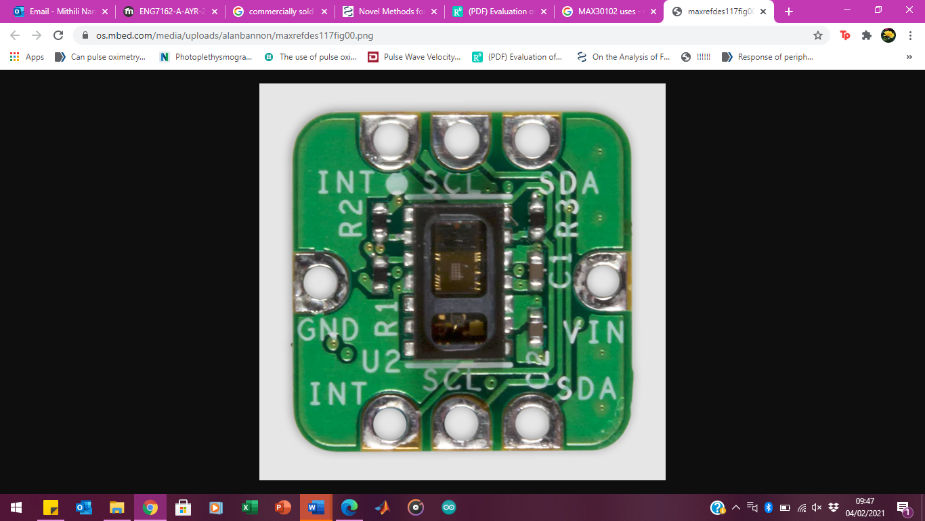 Email - Mithili Nar
ENG7162-A-AYR-2
commercially sold
Novel Methods fo
(PDF) Evaluation o
MAX30102 uses -
maxrefdes117fig0
os.mbed.com/media/uploads/alanbannon/maxrefdes117fig00.png
Apps
Can pulse oximetry...
Photoplethysmogra...
The use of pulse oxi...
Pulse Wave Velocity...
(PDF) Evaluation of...
On the Analysis of F...
!!!!!!
Response of periph...
»
INT SCL SDA
R2 R3
C1
GND R1 VIN
U2 C2
INT SCL SDA
09:47
04/02/2021
1